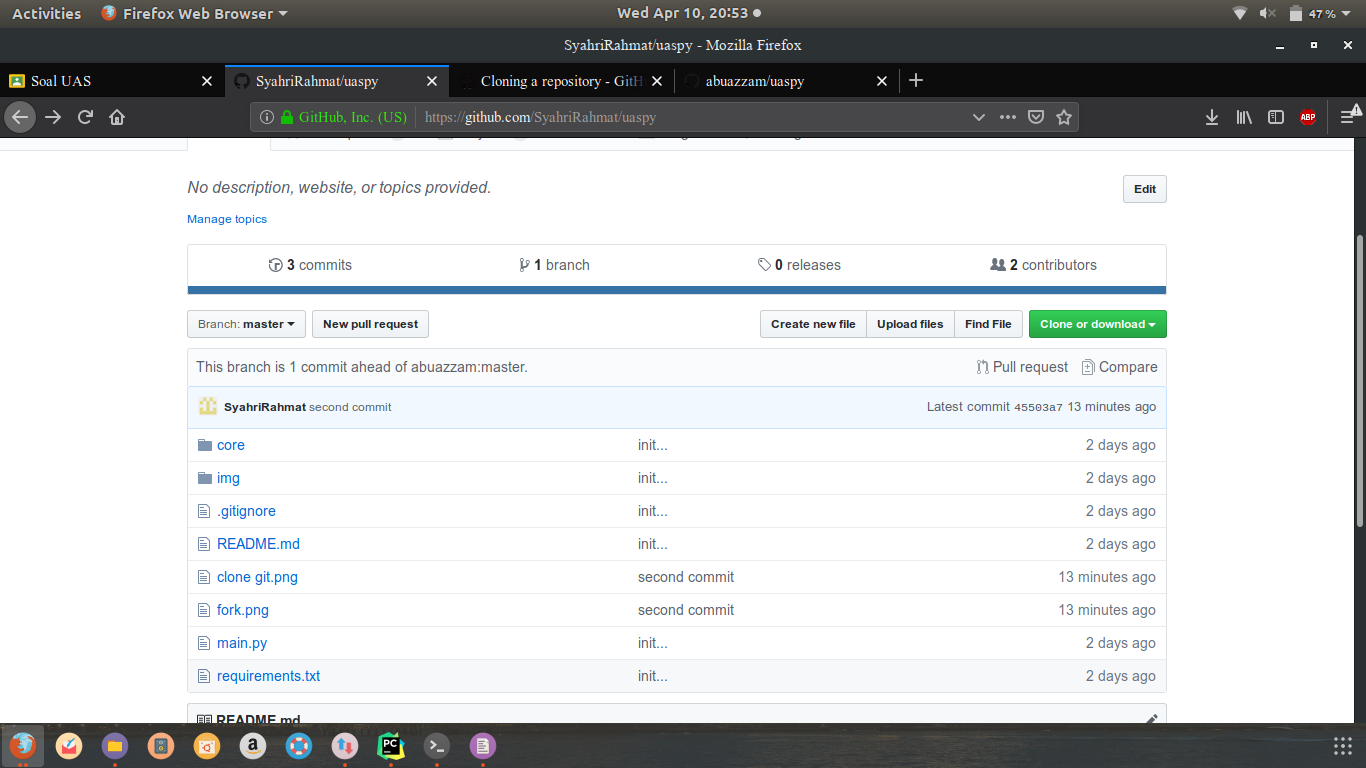 Activities Firefox Web Browser Wed Apr 10, 20:53 47%
SyahriRahmat/uaspy - Mozilla Firefox
Soal UAS SyahriRahmat/uaspy Cloning a repository - GitH abuazzam/uaspy
GitHub, Inc. (US) https://github.com/SyahriRahmat/uaspy ABP
No description, website, or topics provided. Edit
Manage topics
3 commits 1 branch 0 releases 2 contributors
Branch: master New pull request Create new file Upload files Find File Clone or download
This branch is 1 commit ahead of abuazzam:master. Pull request Compare
SyahriRahmat second commit Latest commit 45503a7 13 minutes ago
core init... 2 days ago
img init... 2 days ago
.gitignore init... 2 days ago
README.md init... 2 days ago
clone git.png second commit 13 minutes ago
fork.png second commit 13 minutes ago
main.py init... 2 days ago
requirements.txt init... 2 days ago
README.md
PC